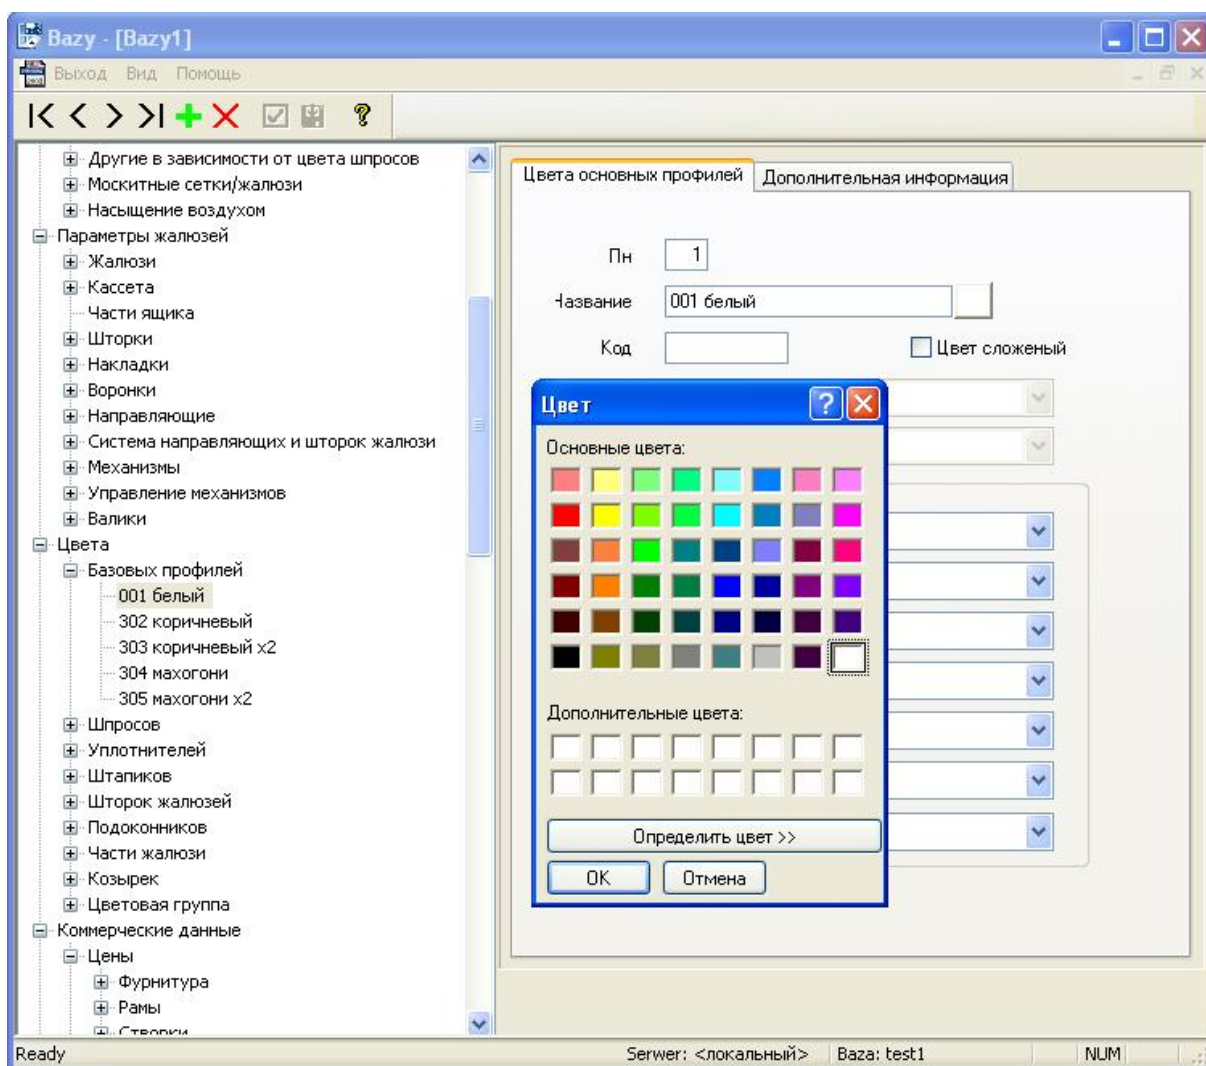 Bazy - [Bazy1]
Выход Вид Помощь
Другие в зависимости от цвета шпросов
Москитные сетки/жалюзи
Насыщение воздухом
Параметры жалюзей
Жалюзи
Кассета
Части ящика
Шторки
Накладки
Воронки
Направляющие
Система направляющих и шторок жалюзи
Механизмы
Управление механизмов
Валики
Цвета
Базовых профилей
001 белый
302 коричневый
303 коричневый x2
304 махогони
305 махогони x2
Шпросов
Уплотнителей
Штапиков
Шторок жалюзей
Подоконников
Части жалюзи
Козырек
Цветовая группа
Коммерческие данные
Цены
Фурнитура
Рамы
Створки
Цвета основных профилей
Дополнительная информация
Пн 1
Название 001 белый
Код
Цвет сложеный
Цвет
Основные цвета:
Дополнительные цвета:
Определить цвет >>
ОК
Отмена
Ready
Serwer: <локальный>
Baza: test1
NUM